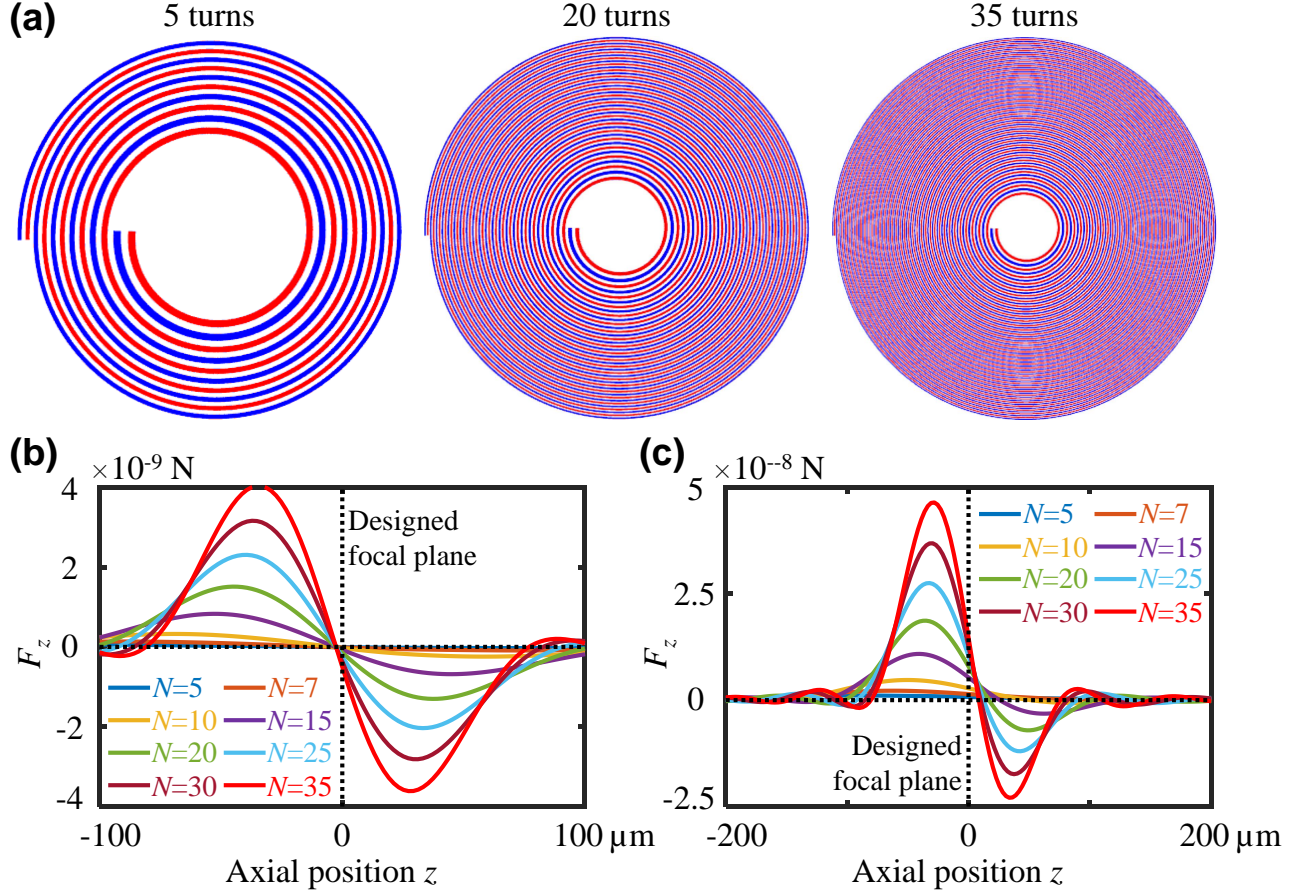 (a)
5 turns
20 turns
35 turns
(b)
×10-9 N
4
2
0
-2
-4
Fz
Designed
focal plane
N=5 N=7
N=10 N=15
N=20 N=25
N=30 N=35
-100 0 100 µm
Axial position z
(c)
×10--8 N
5
2.5
0
-2.5
Fz
N=5 N=7
N=10 N=15
N=20 N=25
N=30 N=35
Designed
focal plane
-200 0 200 µm
Axial position z